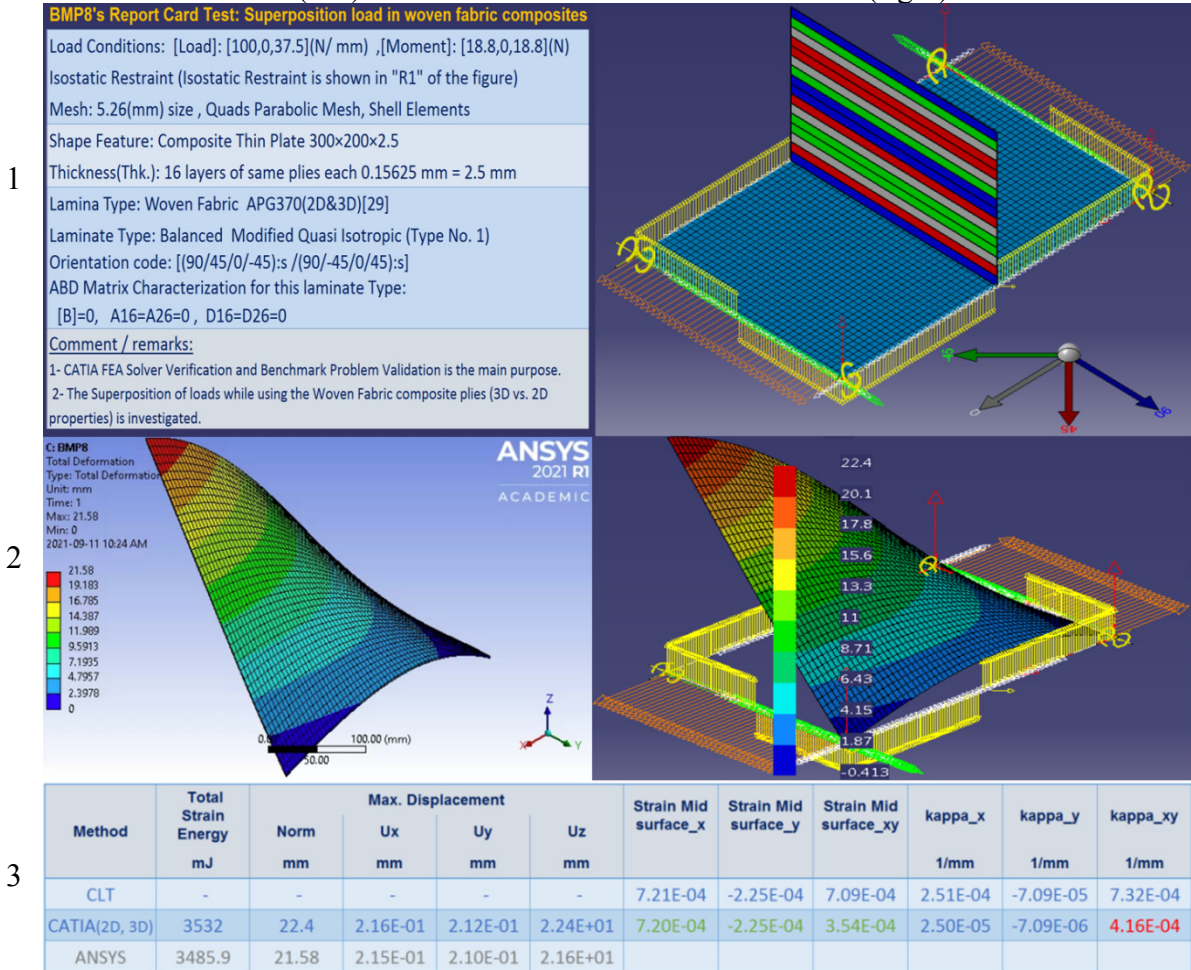 BMP8's Report Card Test: Superposition load in woven fabric composites
Load Conditions: [Load]: [100,0,37.5](N/ mm) ,[Moment]: [18.8,0,18.8](N)
Isostatic Restraint (Isostatic Restraint is shown in "R1" of the figure)
Mesh: 5.26(mm) size , Quads Parabolic Mesh, Shell Elements
Shape Feature: Composite Thin Plate 300×200×2.5
Thickness(Thk.): 16 layers of same plies each 0.15625 mm = 2.5 mm
1
Lamina Type: Woven Fabric APG370(2D&3D)[29]
Laminate Type: Balanced Modified Quasi Isotropic (Type No. 1)
Orientation code: [(90/45/0/-45):s /(90/-45/0/45):s]
ABD Matrix Characterization for this laminate Type:
[B]=0, A16=A26=0 , D16=D26=0
Comment / remarks:
1- CATIA FEA Solver Verification and Benchmark Problem Validation is the main purpose.
2- The Superposition of loads while using the Woven Fabric composite plies (3D vs. 2D
properties) is investigated.
45
0
-45
90
2
C: BMP8
Total Deformation
Type: Total Deformation
Unit: mm
Time: 1
Max: 21.58
Min: 0
2021-09-11 10:24 AM
21.58
19.183
16.785
14.387
11.989
9.5913
7.1935
4.7957
2.3978
0
ANSYS
2021 R1
ACADEMIC
100.00 (mm)
50.00
Z
X
Y
22.4
20.1
17.8
15.6
13.3
11
8.71
6.43
4.15
1.87
-0.413
3
Method Total Strain Energy Max. Displacement Strain Mid surface_x Strain Mid surface_y Strain Mid surface_xy kappa_x kappa_y kappa_xy
Norm Ux Uy Uz
mJ mm mm mm mm 1/mm 1/mm 1/mm
CLT - - - - - 7.21E-04 -2.25E-04 7.09E-04 2.51E-04 -7.09E-05 7.32E-04
CATIA(2D, 3D) 3532 22.4 2.16E-01 2.12E-01 2.24E+01 7.20E-04 -2.25E-04 3.54E-04 2.50E-05 -7.09E-06 4.16E-04
ANSYS 3485.9 21.58 2.15E-01 2.10E-01 2.16E+01